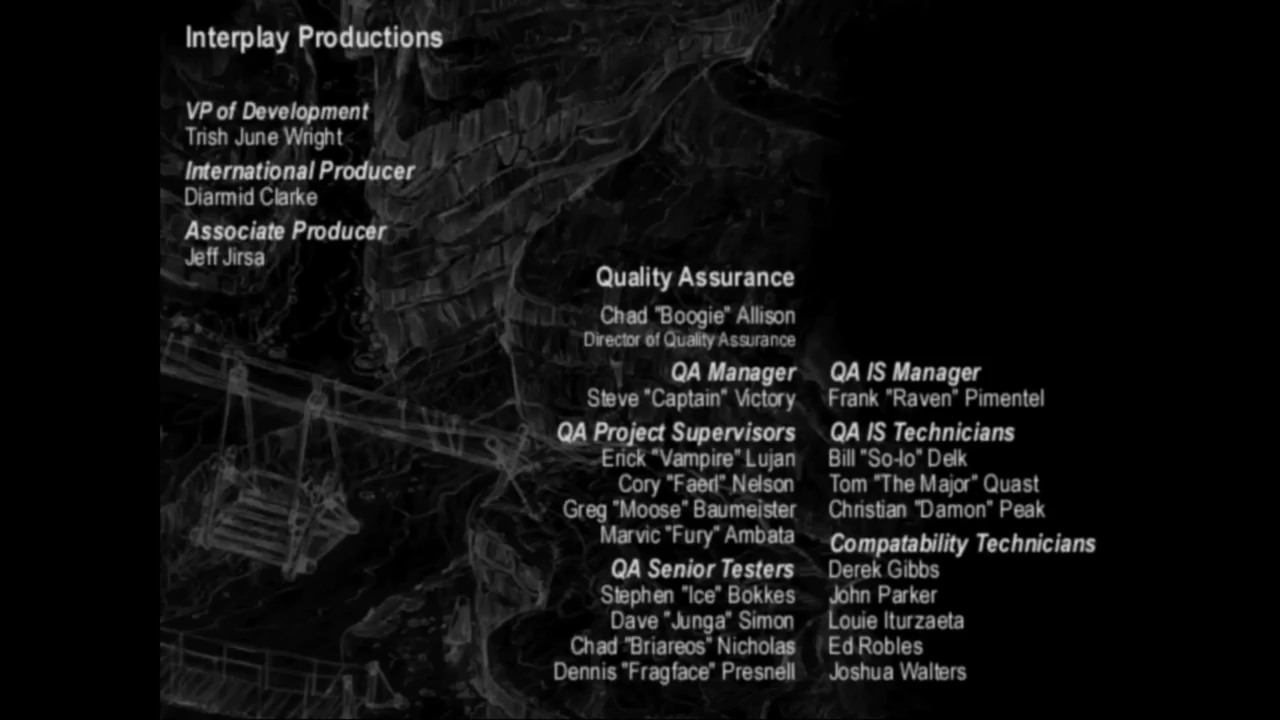 Interplay Productions
VP of Development
Trish June Wright
International Producer
Diarmid Clarke
Associate Producer
Jeff Jirsa
Quality Assurance
Chad "Boogie" Allison
Director of Quality Assurance
QA Manager
Steve "Captain" Victory
QA Project Supervisors
Erick "Vampire" Lujan
Cory "Faerl" Nelson
Greg "Moose" Baumeister
Marvic "Fury" Ambata
QA Senior Testers
Stephen "Ice" Bokkes
Dave "Junga" Simon
Chad "Briareos" Nicholas
Dennis "Fragface" Presnell
QA IS Manager
Frank "Raven" Pimentel
QA IS Technicians
Bill "So-lo" Delk
Tom "The Major" Quast
Christian "Damon" Peak
Compatability Technicians
Derek Gibbs
John Parker
Louie Iturzaeta
Ed Robles
Joshua Walters